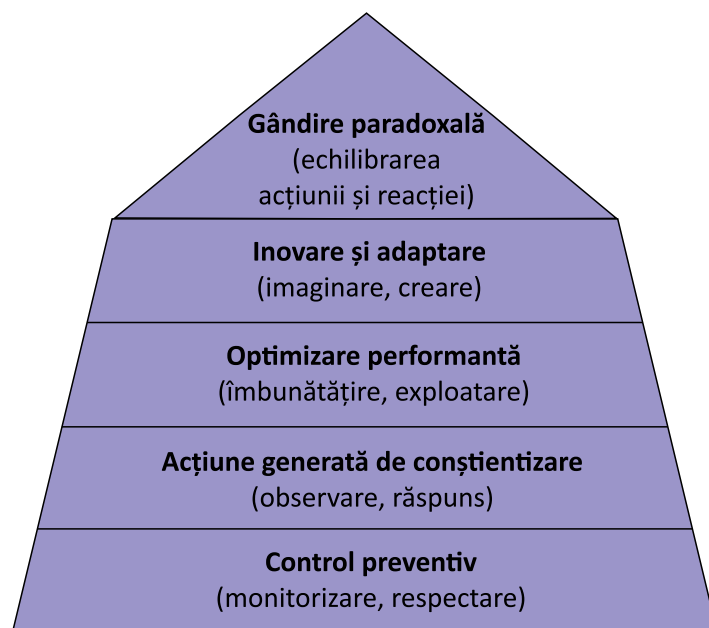 Gândire paradoxală
(echilibrarea
acțiunii și reacției)
Inovare și adaptare
(imaginare, creare)
Optimizare performantă
(îmbunătățire, exploatare)
Acțiune generată de conștientizare
(observare, răspuns)
Control preventiv
(monitorizare, respectare)